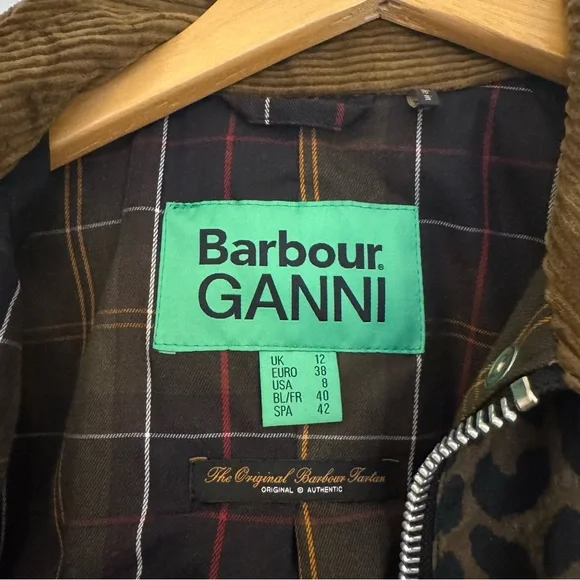 Barbour®
GANNI
UK 12
EURO 38
USA 8
BL/FR 40
SPA 42
The Original Barbour Tartan
ORIGINAL ® AUTHENTIC